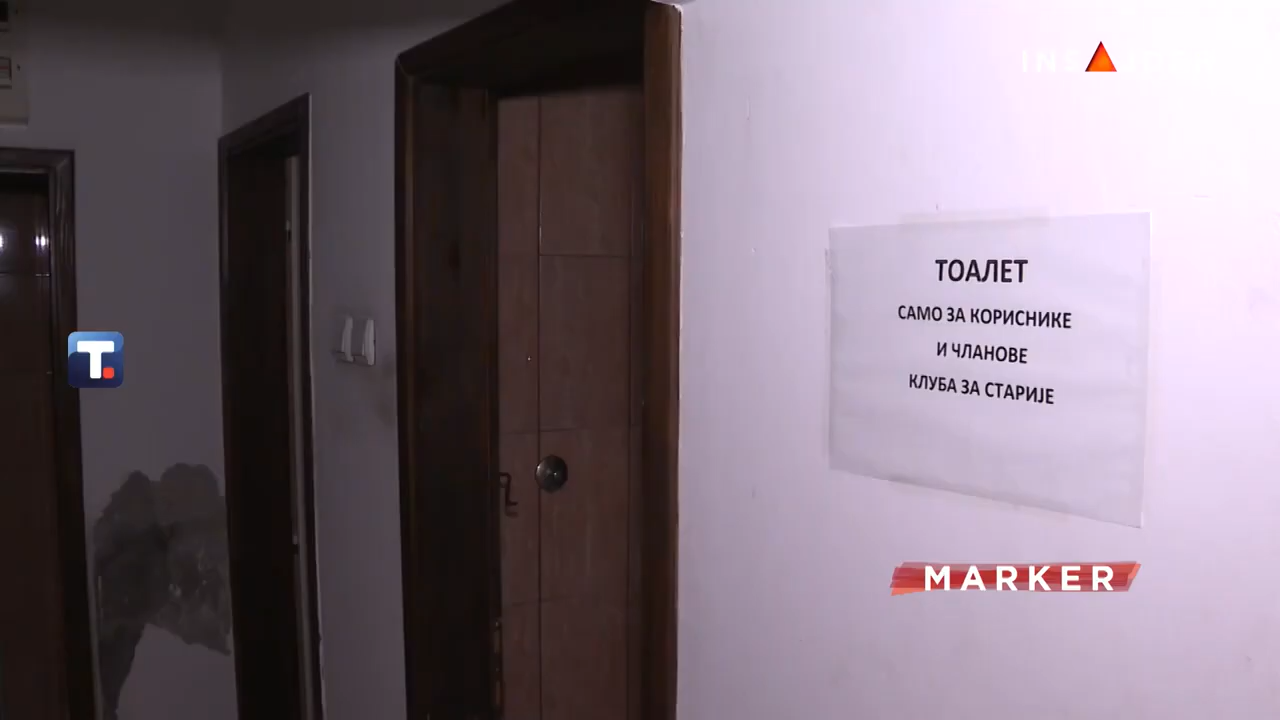 ТОАЛЕТ
САМО ЗА КОРИСНИКЕ
И ЧЛАНОВЕ
КЛУБА ЗА СТАРИЈЕ
T.
MARKER